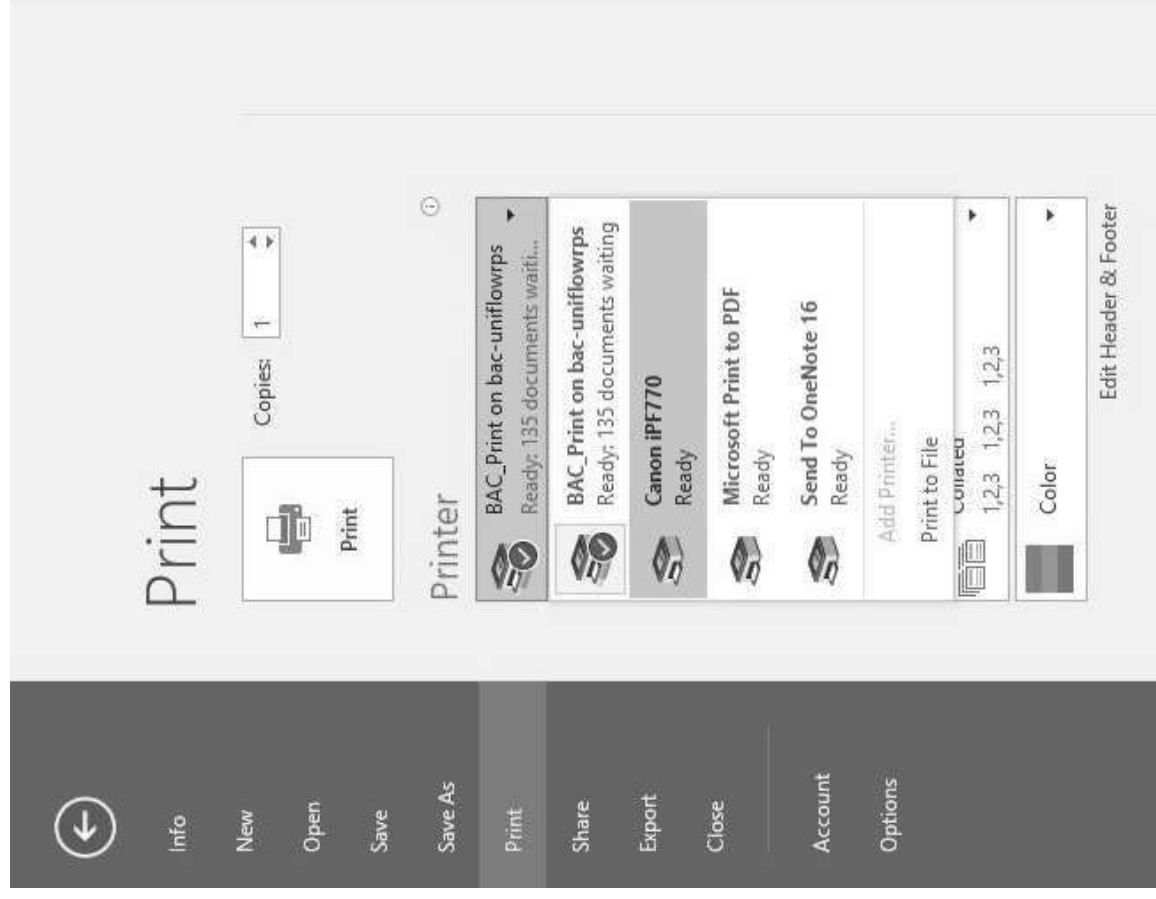 Info
New
Open
Save
Save As
Print
Share
Export
Close
Account
Options
Print
Print
Copies: 1
Printer
BAC_Print on bac-uniflowrps
Ready: 135 documents waiti...
BAC_Print on bac-uniflowrps
Ready: 135 documents waiting
Canon iPF770
Ready
Microsoft Print to PDF
Ready
Send To OneNote 16
Ready
Add Printer...
Print to File
Collated
1,2,3 1,2,3 1,2,3
Color
Edit Header & Footer